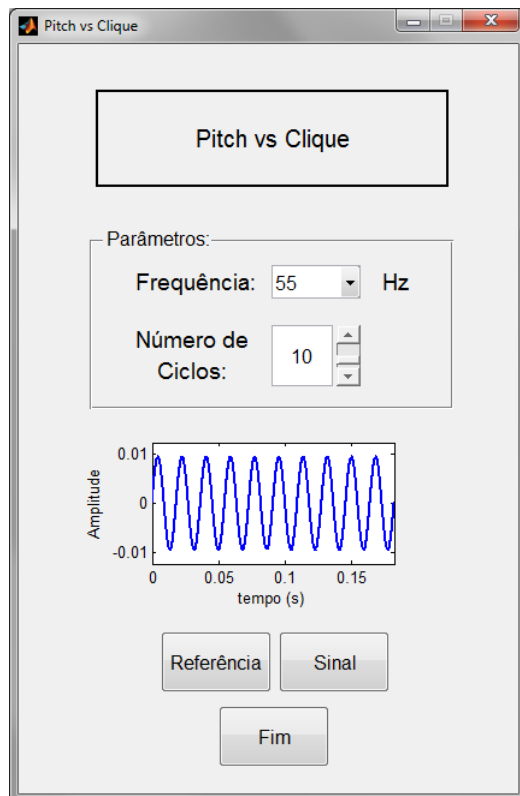 Pitch vs Clique
Pitch vs Clique
Parâmetros:
Frequência: 55 Hz
Número de
Ciclos:
10
0.01
0
-0.01
Amplitude
0 0.05 0.1 0.15
tempo (s)
Referência Sinal
Fim